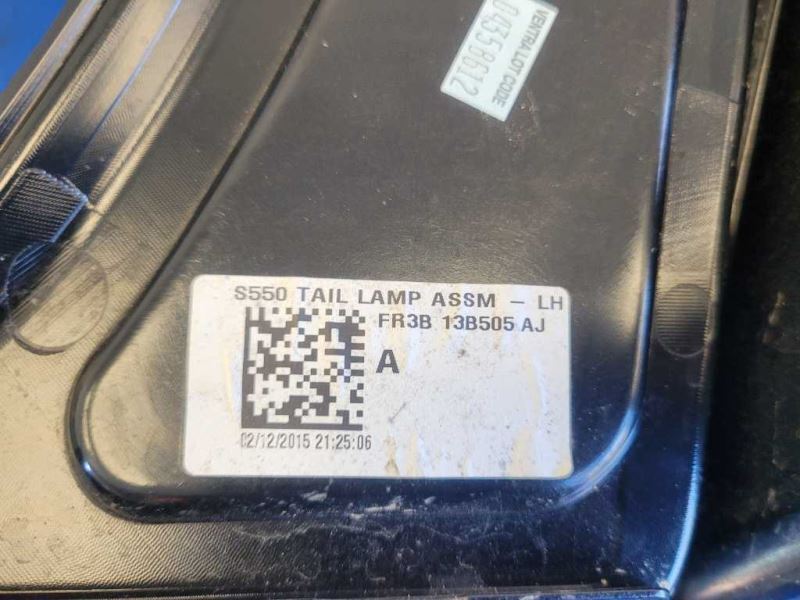 VENTRA LOT CODE
04358612
S550 TAIL LAMP ASSM - LH
FR3B 13B505 AJ
A
02/12/2015 21:25:06